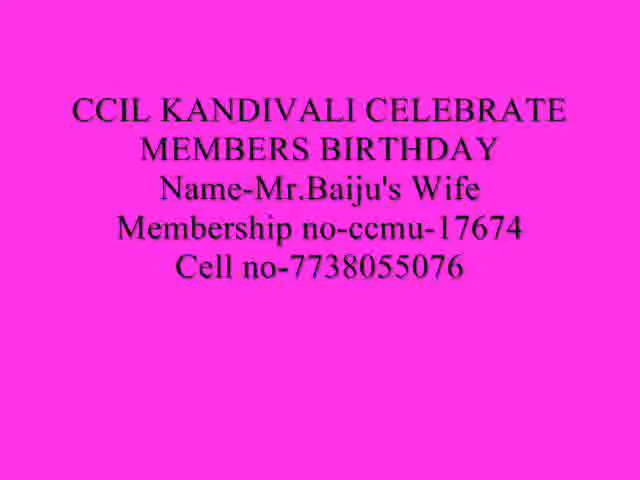 CCIL KANDIVALI CELEBRATE
MEMBERS BIRTHDAY
Name-Mr.Baiju's Wife
Membership no-ccmu-17674
Cell no-7738055076